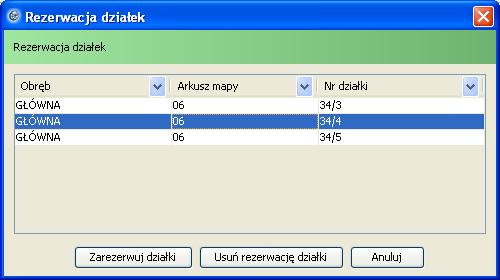 Rezerwacja działek
Rezerwacja działek
Obręb Arkusz mapy Nr działki
GŁÓWNA 06 34/3
GŁÓWNA 06 34/4
GŁÓWNA 06 34/5
Zarezerwuj działki Usuń rezerwację działki Anuluj